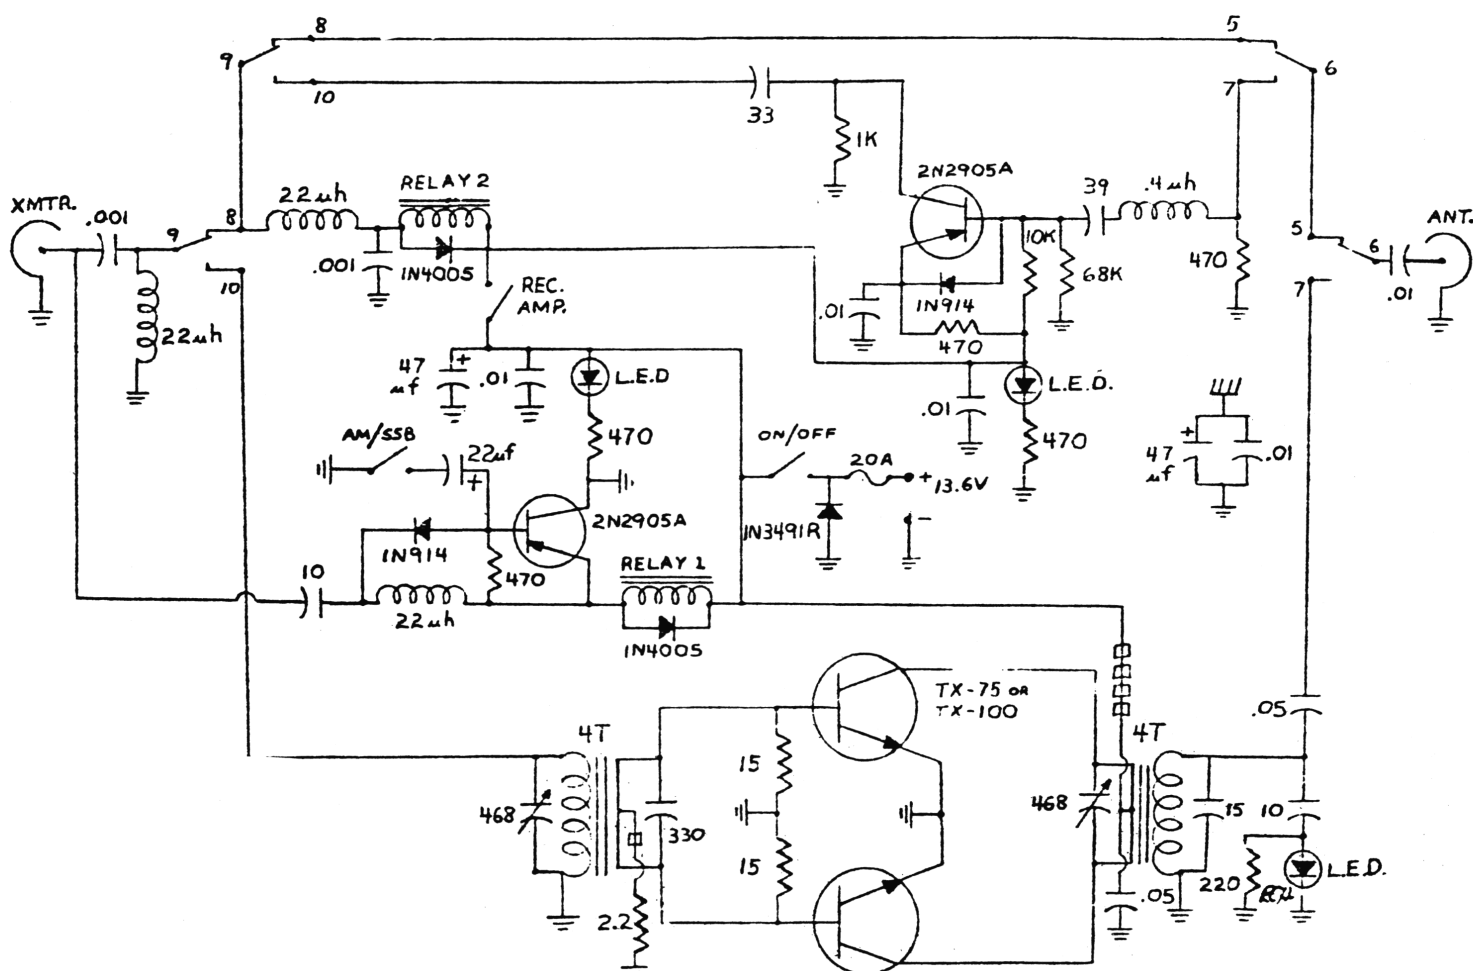 8
5
9
6
10
7
33
1K
2N2905A
39
.4uh
22uh
RELAY 2
XMTR.
.001
8
9
10
.001
1N4005
REC.
AMP.
22uh
10K
68K
470
5
6
ANT.
.01
7
.01
1N914
470
47
uf
+
.01
L.E.D
.01
L.E.D.
470
AM/SSB
22uf
+
470
ON/OFF
20A
+
13.6V
-
+
47
uf
.01
2N2905A
1N3491R
1N914
10
470
RELAY 1
22uh
1N4005
TX-75 OR
TX-100
.05
4T
4T
15
468
330
468
15
10
15
2.2
.05
220
L.E.D.